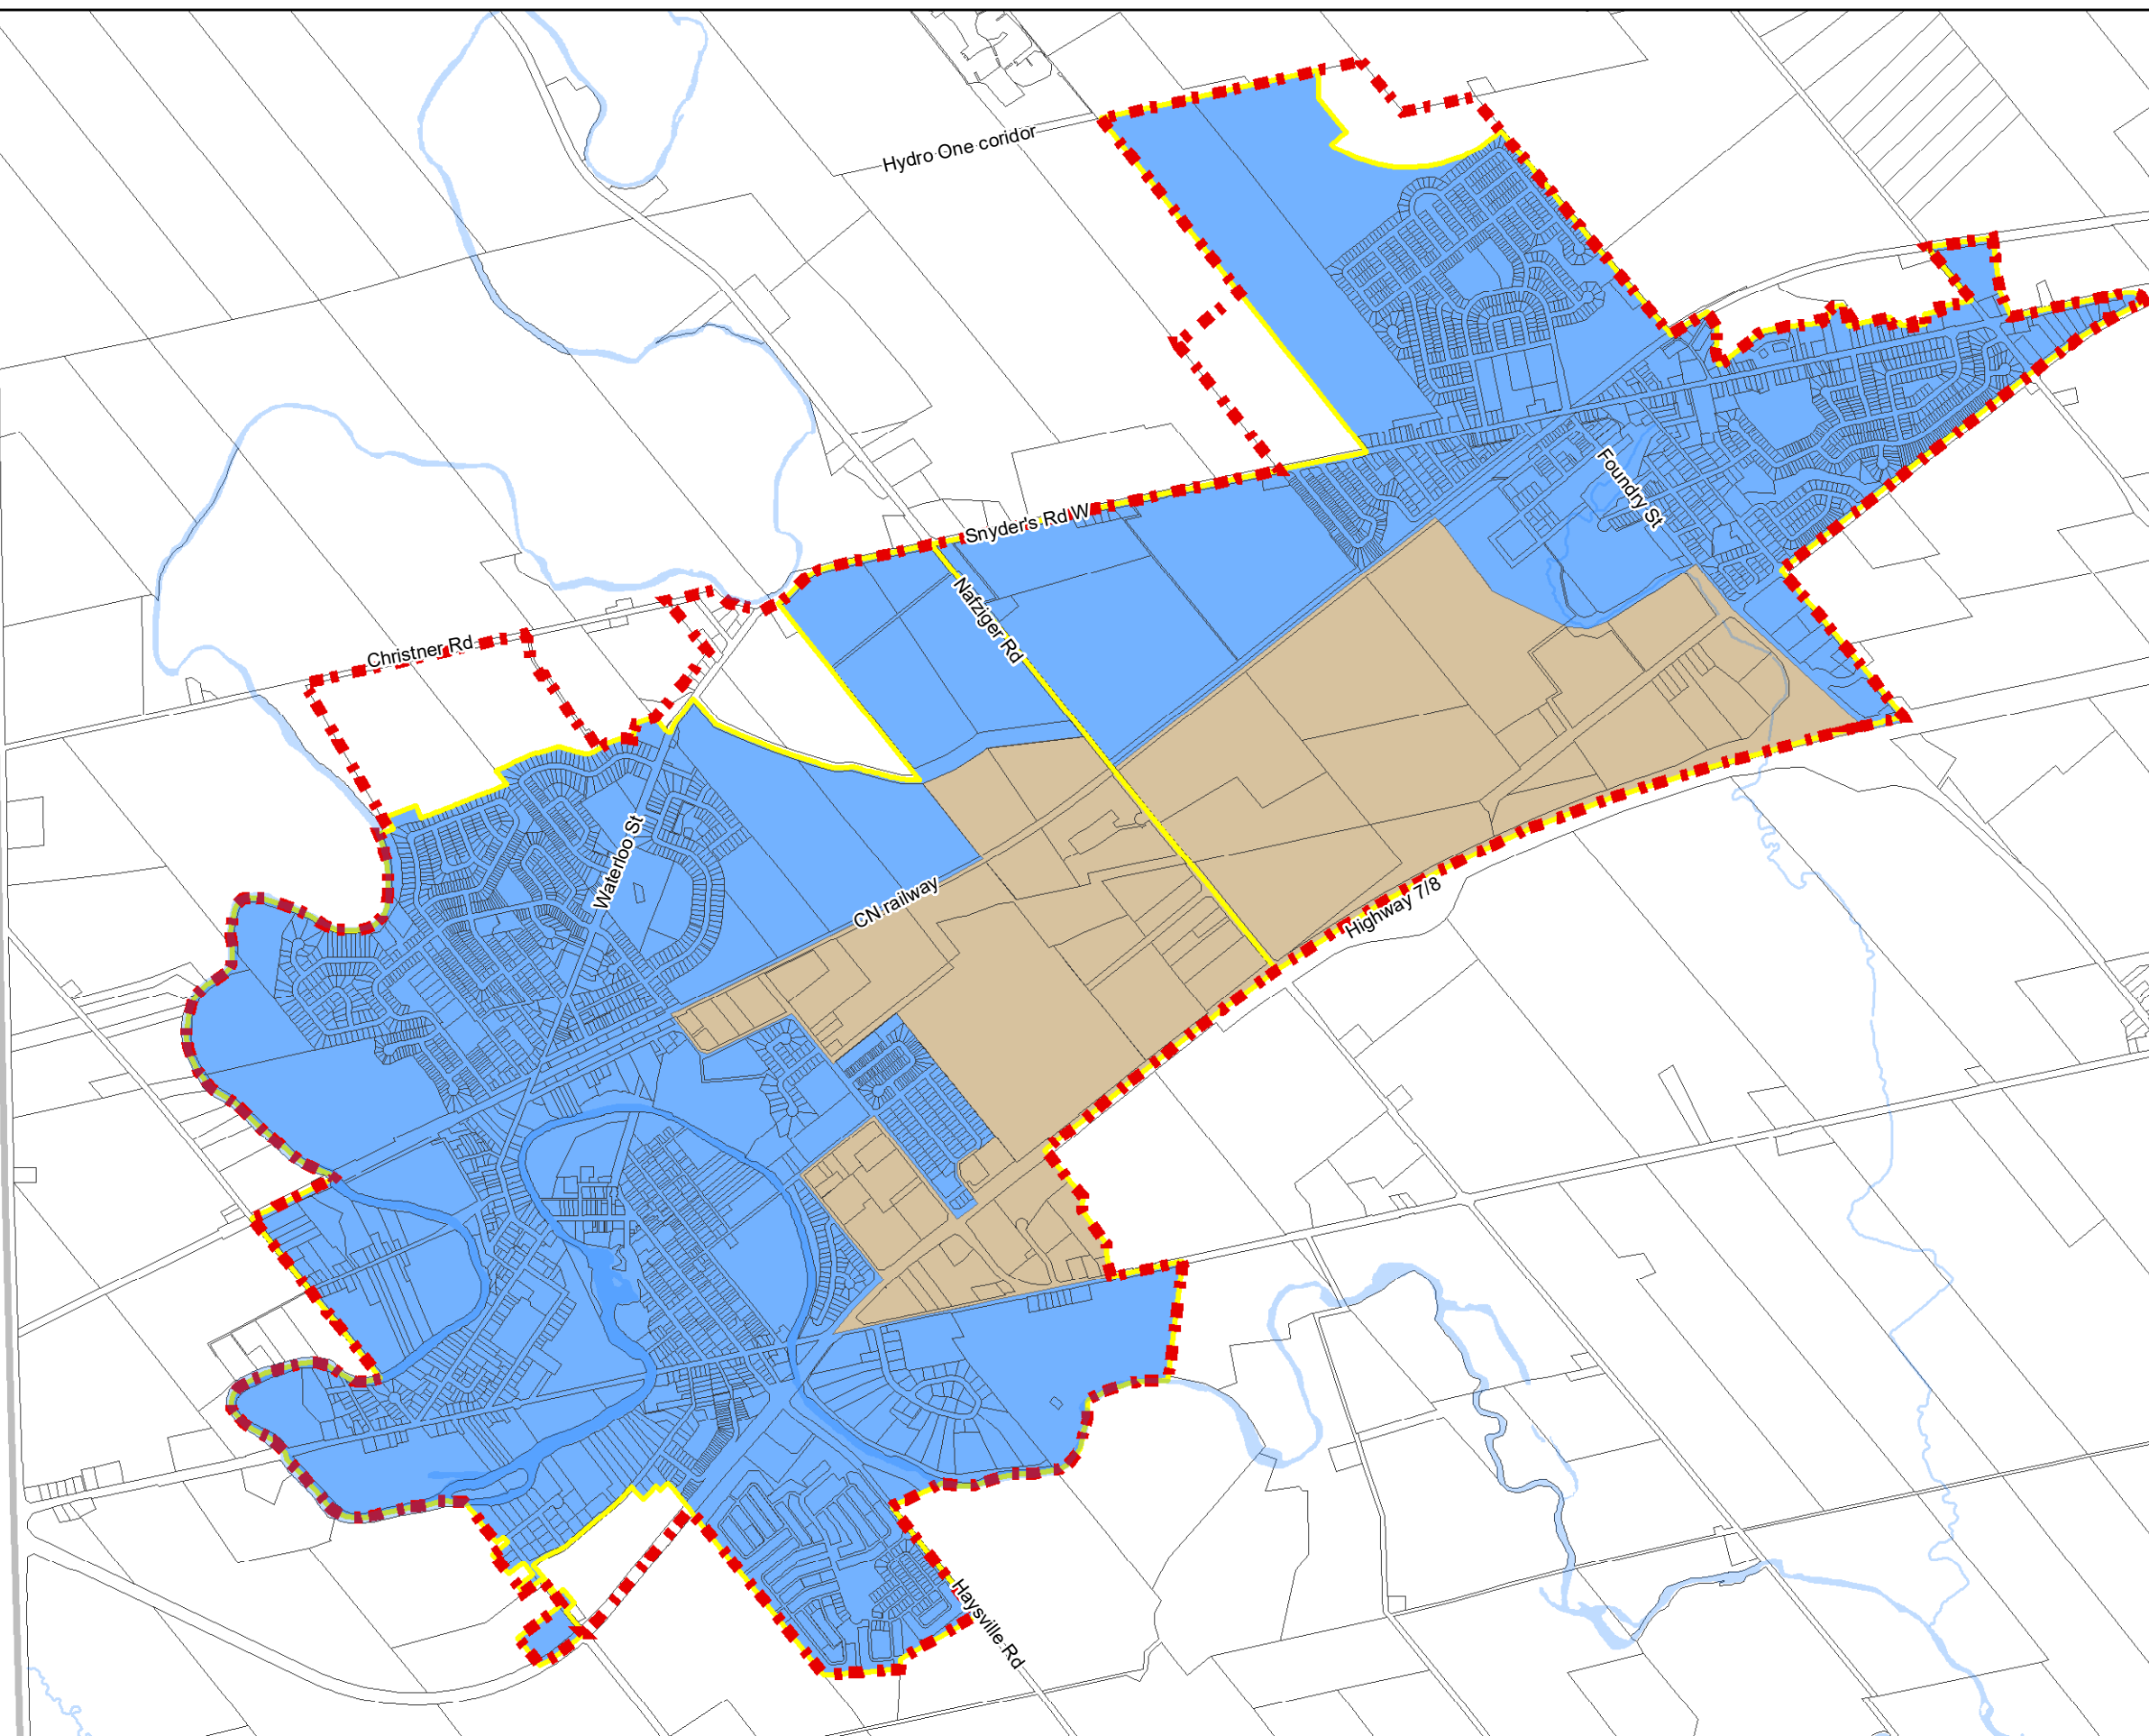 Hydro One coridor
Foundry St
Snyder's Rd W
Nafziger Rd
Christner Rd
Waterloo St
CN railway
Highway 7/8
Haysville Rd